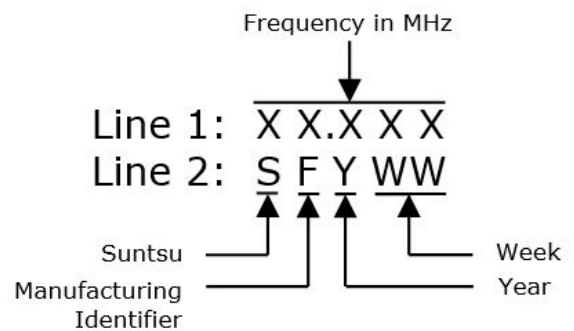 Frequency in MHz
Line 1: X X.X X X
Line 2: S F Y WW
Suntsu
Week
Manufacturing
Identifier
Year